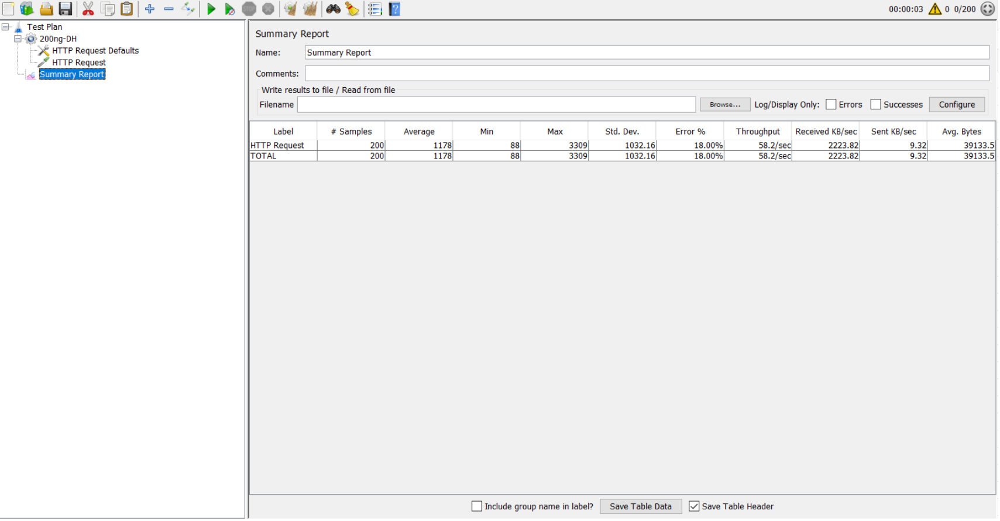 STOP
00:00:03 0 0/200
Test Plan
200ng-DH
HTTP Request Defaults
HTTP Request
Summary Report
Summary Report
Name: Summary Report
Comments:
Write results to file / Read from file
Filename Browse... Log/Display Only: Errors Successes Configure
Label # Samples Average Min Max Std. Dev. Error % Throughput Received KB/sec Sent KB/sec Avg. Bytes
HTTP Request 200 1178 88 3309 1032.16 18.00% 58.2/sec 2223.82 9.32 39133.5
TOTAL 200 1178 88 3309 1032.16 18.00% 58.2/sec 2223.82 9.32 39133.5
Include group name in label? Save Table Data Save Table Header